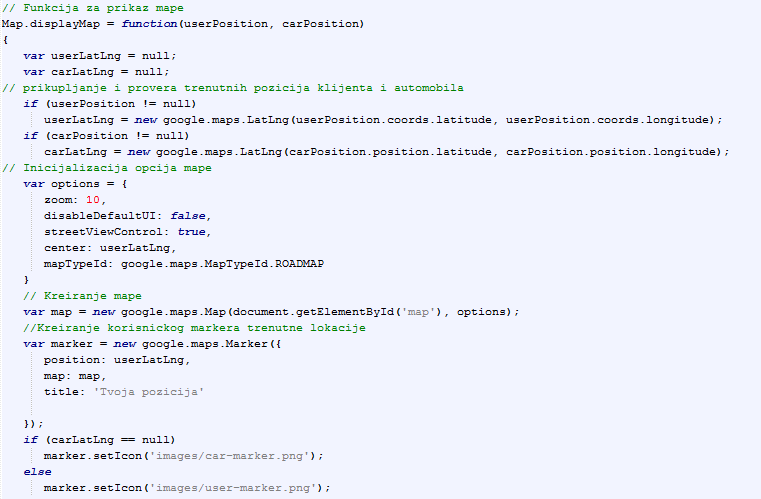 // Funkcija za prikaz mape
Map.displayMap = function(userPosition, carPosition)
{
   var userLatLng = null;
   var carLatLng = null;
// prikupljanje i provera trenutnih pozicija klijenta i automobila
   if (userPosition != null)
      userLatLng = new google.maps.LatLng(userPosition.coords.latitude, userPosition.coords.longitude);
   if (carPosition != null)
      carLatLng = new google.maps.LatLng(carPosition.position.latitude, carPosition.position.longitude);
// Inicijalizacija opcija mape
   var options = {
      zoom: 10,
      disableDefaultUI: false,
      streetViewControl: true,
      center: userLatLng,
      mapTypeId: google.maps.MapTypeId.ROADMAP
   }
   // Kreiranje mape
   var map = new google.maps.Map(document.getElementById('map'), options);
   //Kreiranje korisnickog markera trenutne lokacije
   var marker = new google.maps.Marker({
      position: userLatLng,
      map: map,
      title: 'Tvoja pozicija'
   });
   if (carLatLng == null)
      marker.setIcon('images/car-marker.png');
   else
      marker.setIcon('images/user-marker.png');